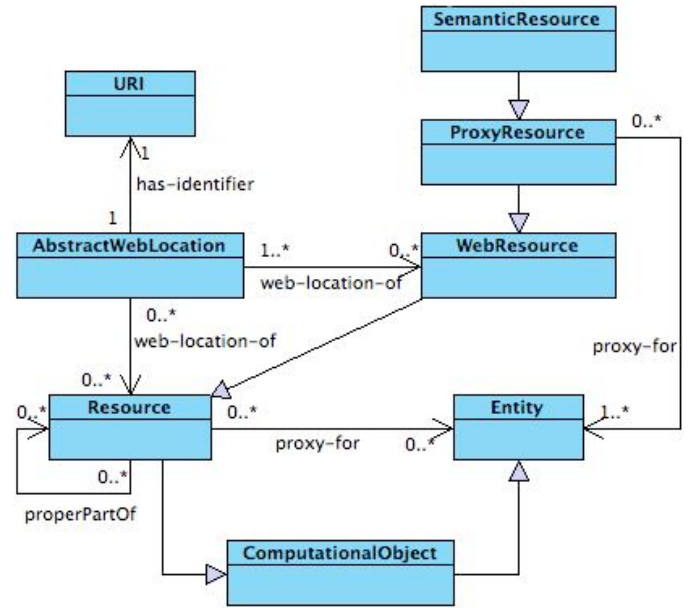 SemanticResource
URI
ProxyResource
0..*
1
has-identifier
1
AbstractWebLocation
1..*
0..*
WebResource
web-location-of
0..*
web-location-of
proxy-for
0..*
Resource
Entity
0..*
0..*
1..*
proxy-for
0..*
0..*
properPartOf
ComputationalObject